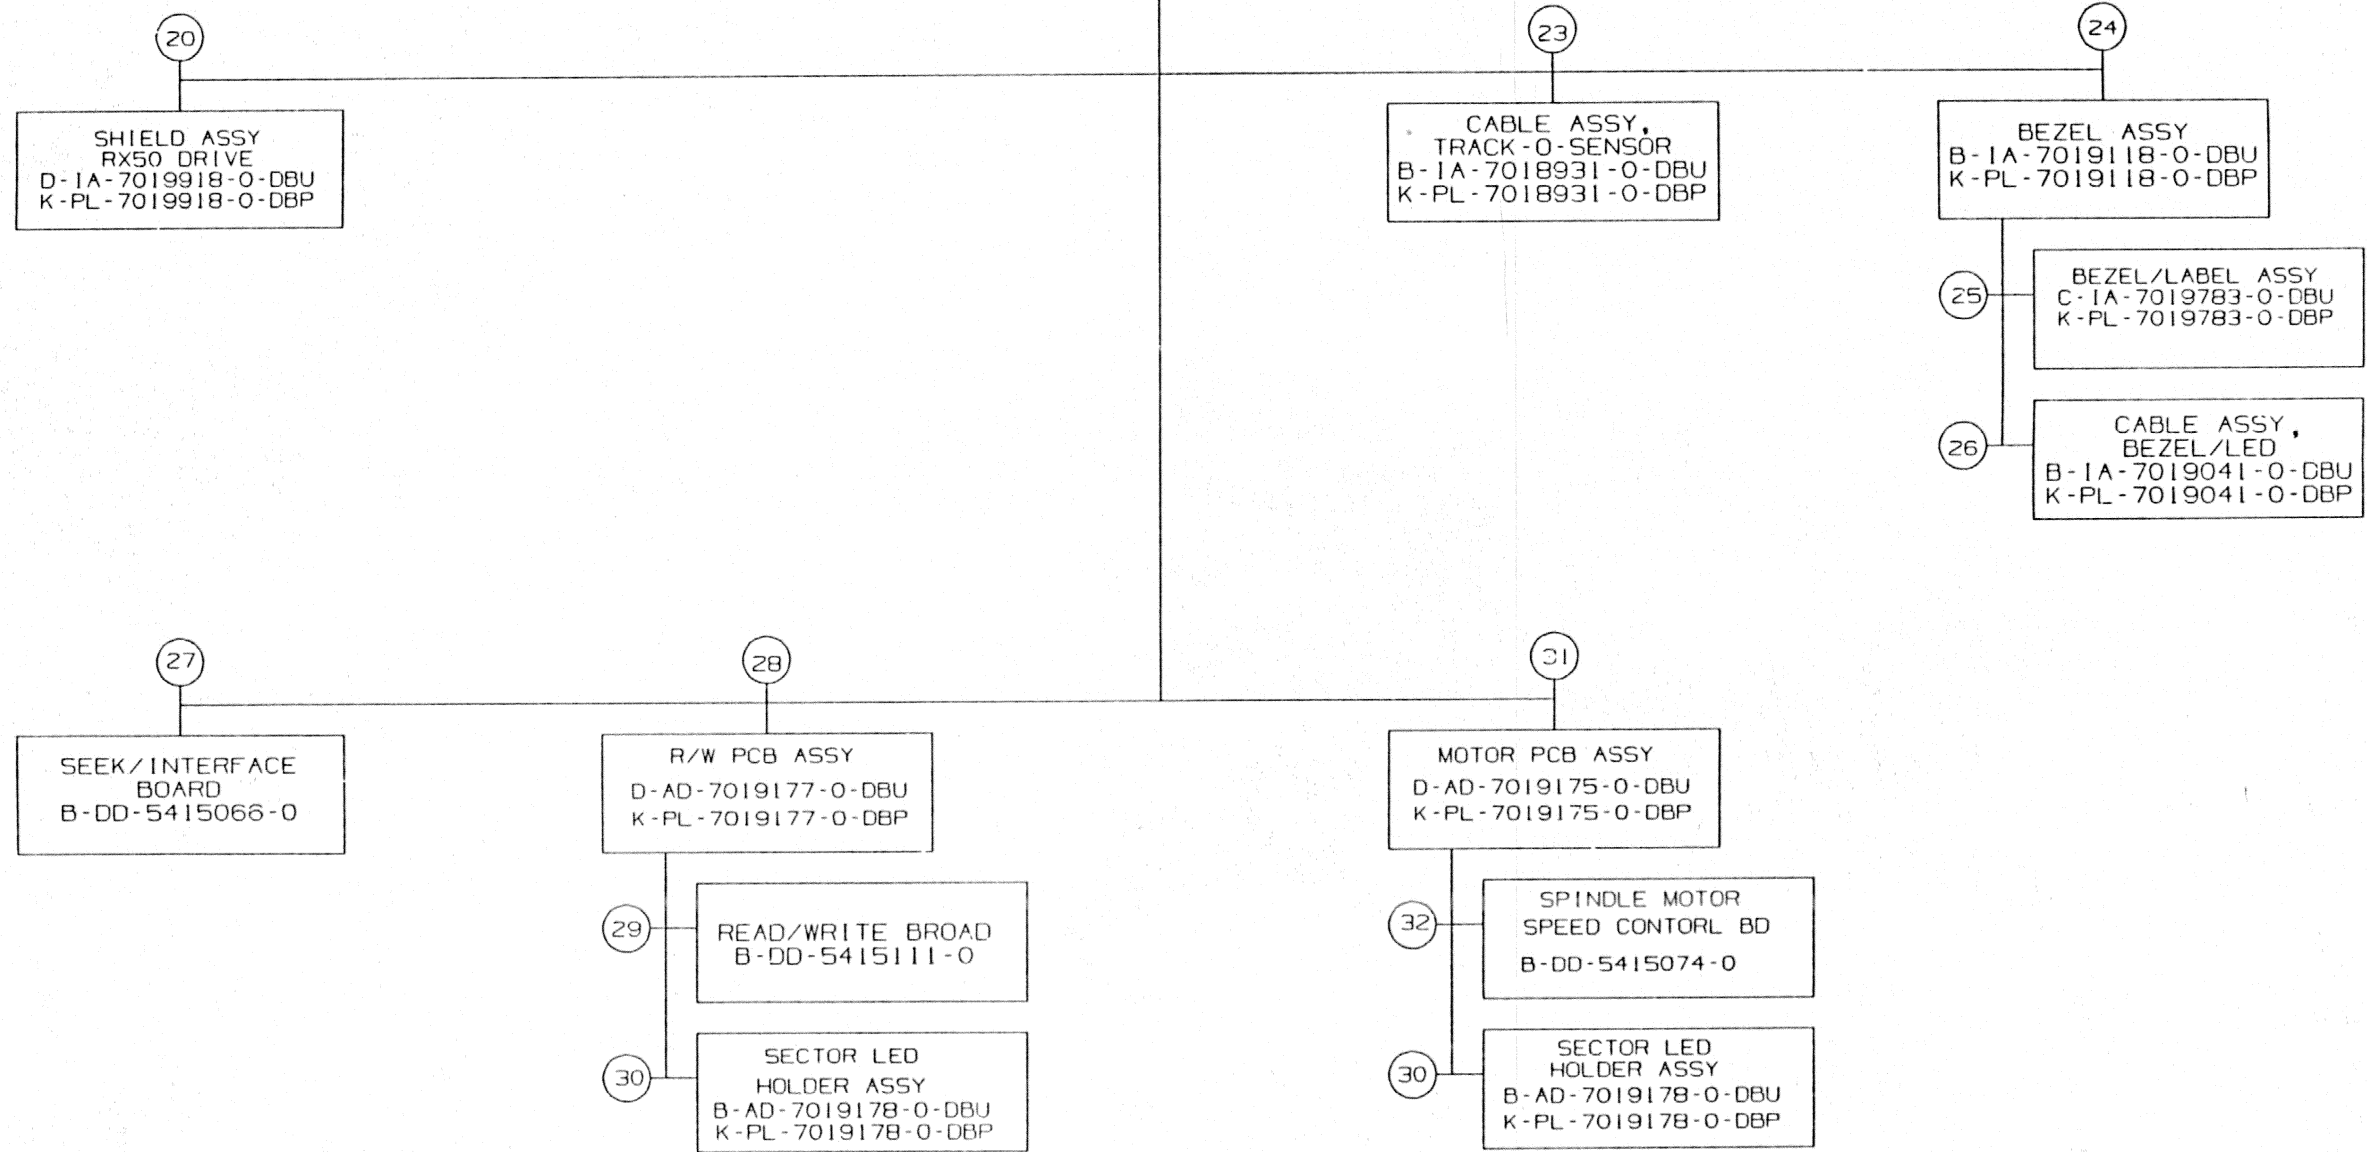 20
SHIELD ASSY
RX50 DRIVE
D-IA-7019918-0-DBU
K-PL-7019918-0-DBP
23
CABLE ASSY,
TRACK-0-SENSOR
B-IA-7018931-0-DBU
K-PL-7018931-0-DBP
24
BEZEL ASSY
B-IA-7019118-0-DBU
K-PL-7019118-0-DBP
25
BEZEL/LABEL ASSY
C-IA-7019783-0-DBU
K-PL-7019783-0-DBP
26
CABLE ASSY,
BEZEL/LED
B-IA-7019041-0-DBU
K-PL-7019041-0-DBP
27
SEEK/INTERFACE
BOARD
B-DD-5415066-0
28
R/W PCB ASSY
D-AD-7019177-0-DBU
K-PL-7019177-0-DBP
29
READ/WRITE BROAD
B-DD-5415111-0
30
SECTOR LED
HOLDER ASSY
B-AD-7019178-0-DBU
K-PL-7019178-0-DBP
31
MOTOR PCB ASSY
D-AD-7019175-0-DBU
K-PL-7019175-0-DBP
32
SPINDLE MOTOR
SPEED CONTORL BD
B-DD-5415074-0
30
SECTOR LED
HOLDER ASSY
B-AD-7019178-0-DBU
K-PL-7019178-0-DBP